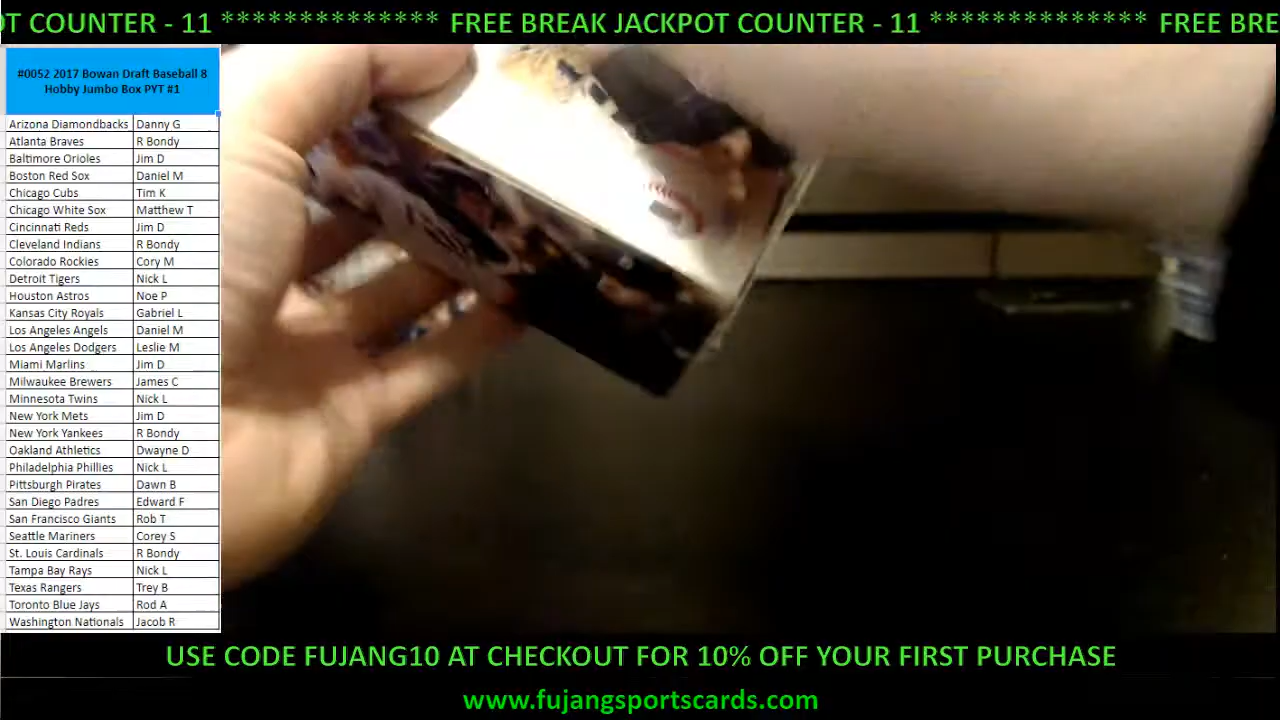 OT COUNTER - 11 ************** FREE BREAK JACKPOT COUNTER - 11 ************** FREE BRE
#0052 2017 Bowan Draft Baseball 8
Hobby Jumbo Box PYT #1
Arizona Diamondbacks Danny G
Atlanta Braves R Bondy
Baltimore Orioles Jim D
Boston Red Sox Daniel M
Chicago Cubs Tim K
Chicago White Sox Matthew T
Cincinnati Reds Jim D
Cleveland Indians R Bondy
Colorado Rockies Cory M
Detroit Tigers Nick L
Houston Astros Noe P
Kansas City Royals Gabriel L
Los Angeles Angels Daniel M
Los Angeles Dodgers Leslie M
Miami Marlins Jim D
Milwaukee Brewers James C
Minnesota Twins Nick L
New York Mets Jim D
New York Yankees R Bondy
Oakland Athletics Dwayne D
Philadelphia Phillies Nick L
Pittsburgh Pirates Dawn B
San Diego Padres Edward F
San Francisco Giants Rob T
Seattle Mariners Corey S
St. Louis Cardinals R Bondy
Tampa Bay Rays Nick L
Texas Rangers Trey B
Toronto Blue Jays Rod A
Washington Nationals Jacob R
USE CODE FUJANG10 AT CHECKOUT FOR 10% OFF YOUR FIRST PURCHASE
www.fujangsportscards.com